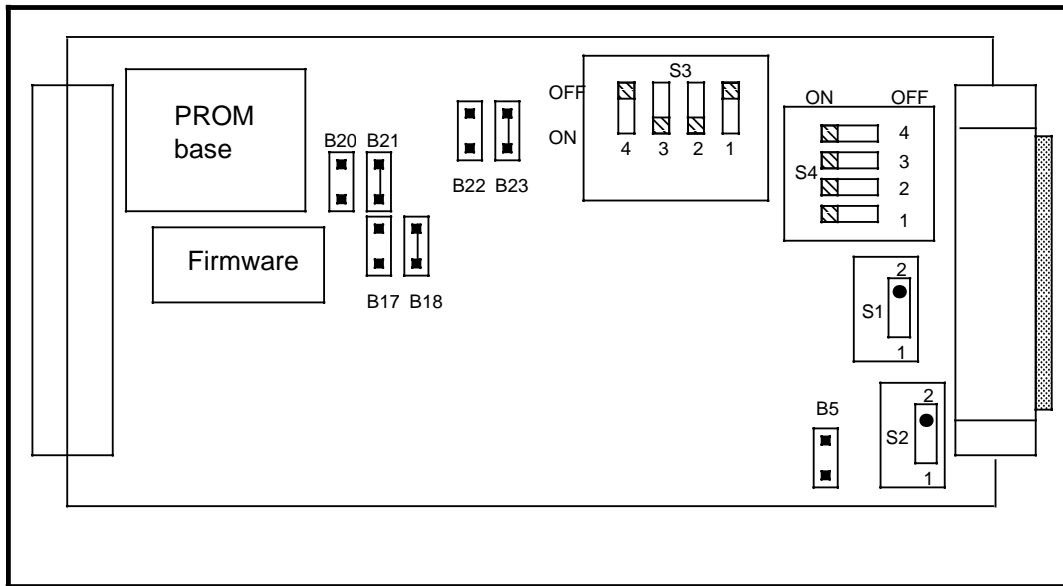 PROM
base
Firmware
B20 B21
B17 B18
B22 B23
S3
OFF
ON
4 3 2 1
ON OFF
S4
4
3
2
1
2
S1
1
B5
2
S2
1